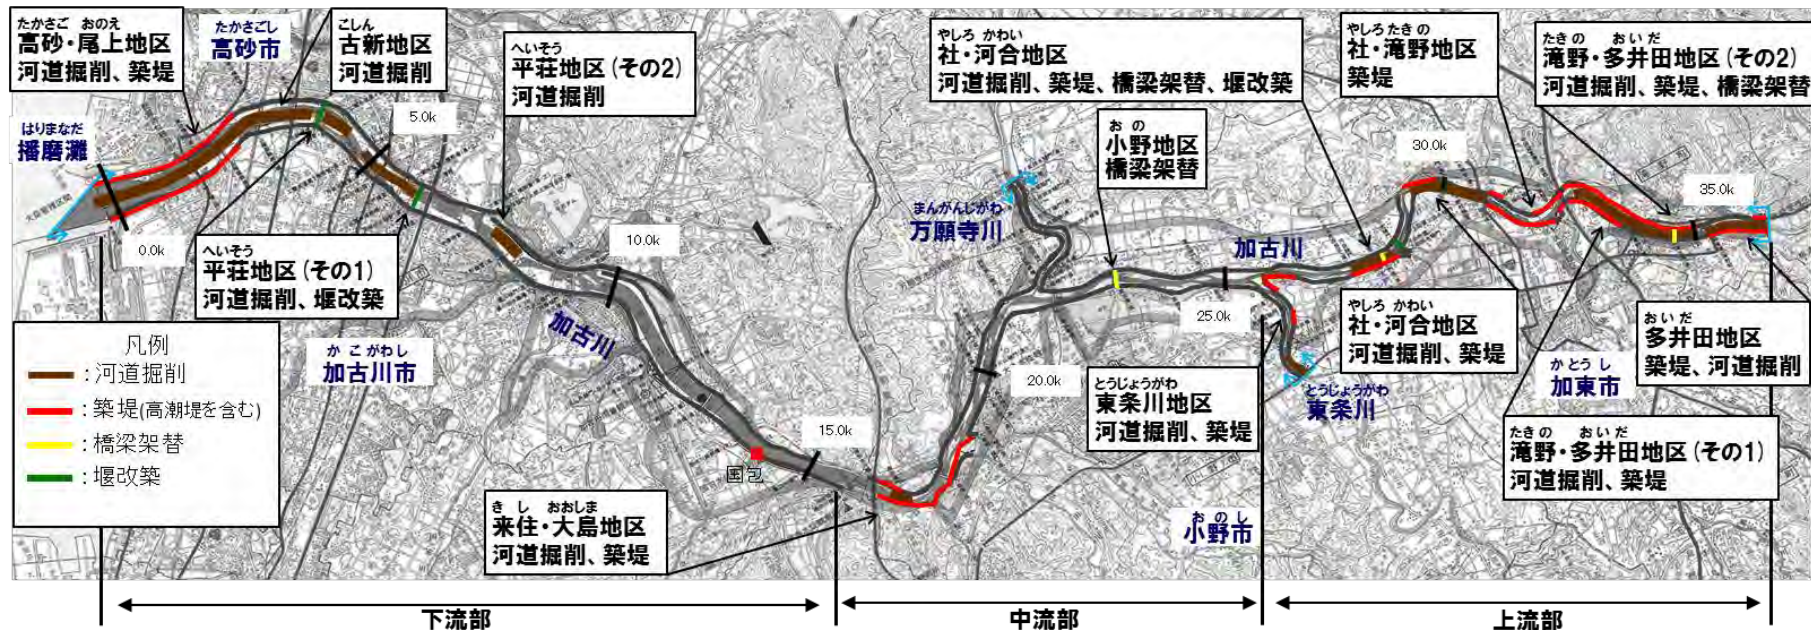 たかさご おのえ
高砂・尾上地区
河道掘削、築堤
たかさごし
高砂市
こしん
古新地区
河道掘削
へいそう
平荘地区(その2)
河道掘削
やしろ かわい
社・河合地区
河道掘削、築堤、橋梁架替、堰改築
やしろ たきの
社・滝野地区
築堤
たきの おいだ
滝野・多井田地区(その2)
河道掘削、築堤、橋梁架替
はりまなだ
播磨灘
5.0k
おの
小野地区
橋梁架替
30.0k
35.0k
大臣管理区間
0.0k
へいそう
平荘地区(その1)
河道掘削、堰改築
10.0k
まんがんじがわ
万願寺川
加古川
25.0k
やしろ かわい
社・河合地区
河道掘削、築堤
おいだ
多井田地区
築堤、河道掘削
凡例
:河道掘削
:築堤(高潮堤を含む)
:橋梁架替
:堰改築
かこがわし
加古川市
加古川
20.0k
とうじょうがわ
東条川地区
河道掘削、築堤
とうじょうがわ
東条川
かとうし
加東市
たきの おいだ
滝野・多井田地区(その1)
河道掘削、築堤
15.0k
国包
きし おおしま
来住・大島地区
河道掘削、築堤
おのし
小野市
下流部
中流部
上流部